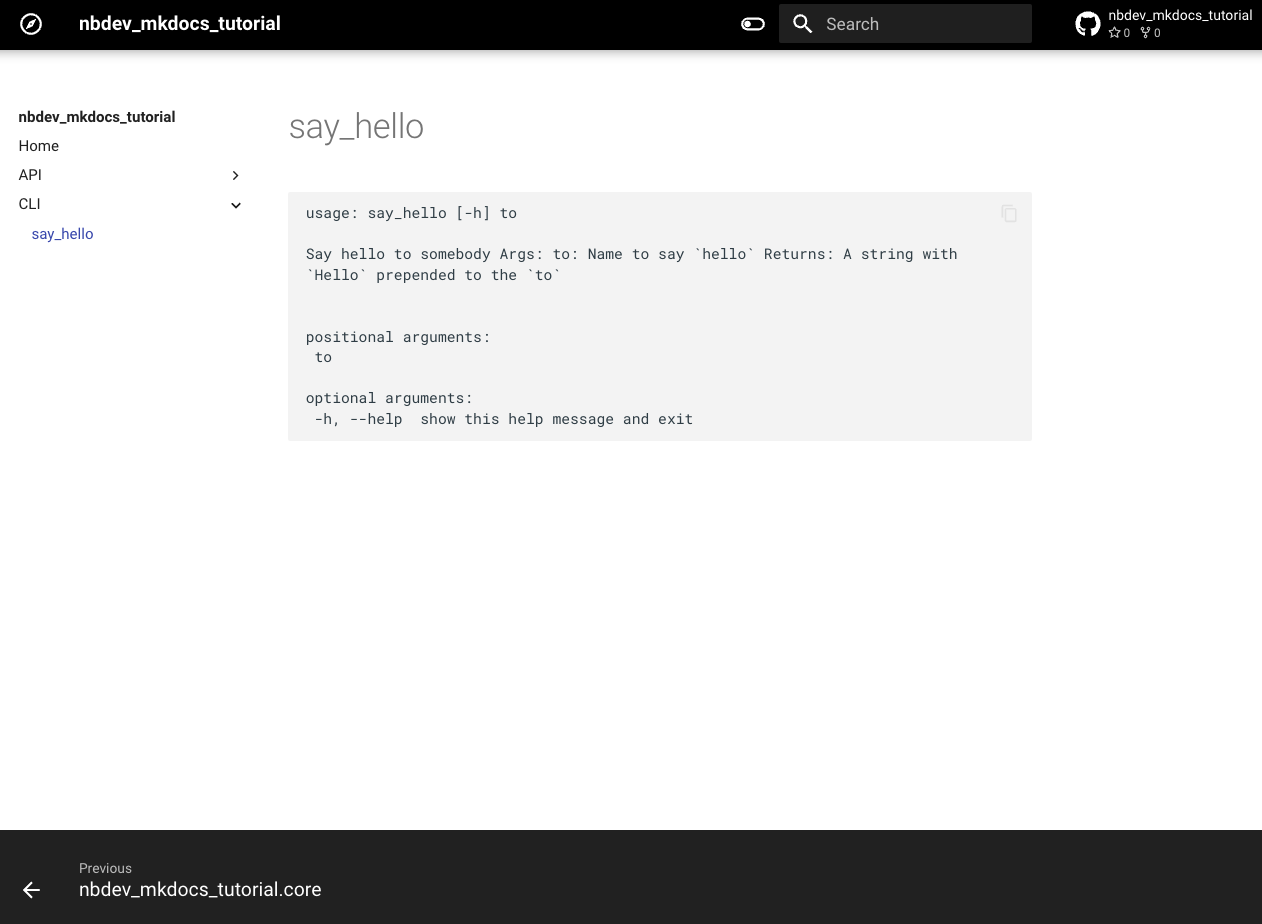 nbdev_mkdocs_tutorial
Search
nbdev_mkdocs_tutorial
0 0
nbdev_mkdocs_tutorial
Home
API
CLI
say_hello
say_hello
usage: say_hello [-h] to
Say hello to somebody Args: to: Name to say `hello` Returns: A string with
`Hello` prepended to the `to`
positional arguments:
 to
optional arguments:
 -h, --help  show this help message and exit
Previous
nbdev_mkdocs_tutorial.core